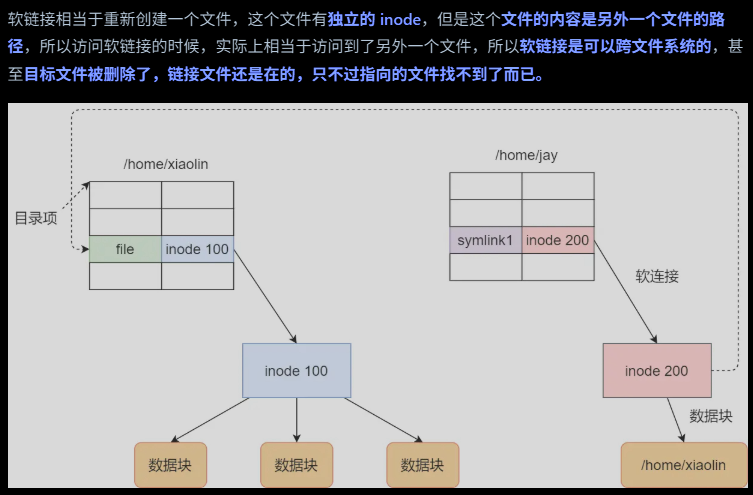 软链接相当于重新创建一个文件，这个文件有独立的 inode，但是这个文件的内容是另外一个文件的路
径，所以访问软链接的时候，实际上相当于访问到了另外一个文件，所以软链接是可以跨文件系统的，甚
至目标文件被删除了，链接文件还是在的，只不过指向的文件找不到了而已。
/home/xiaolin
/home/jay
目录项
file
inode 100
symlink1
inode 200
软连接
inode 100
inode 200
数据块
数据块
数据块
数据块
/home/xiaolin